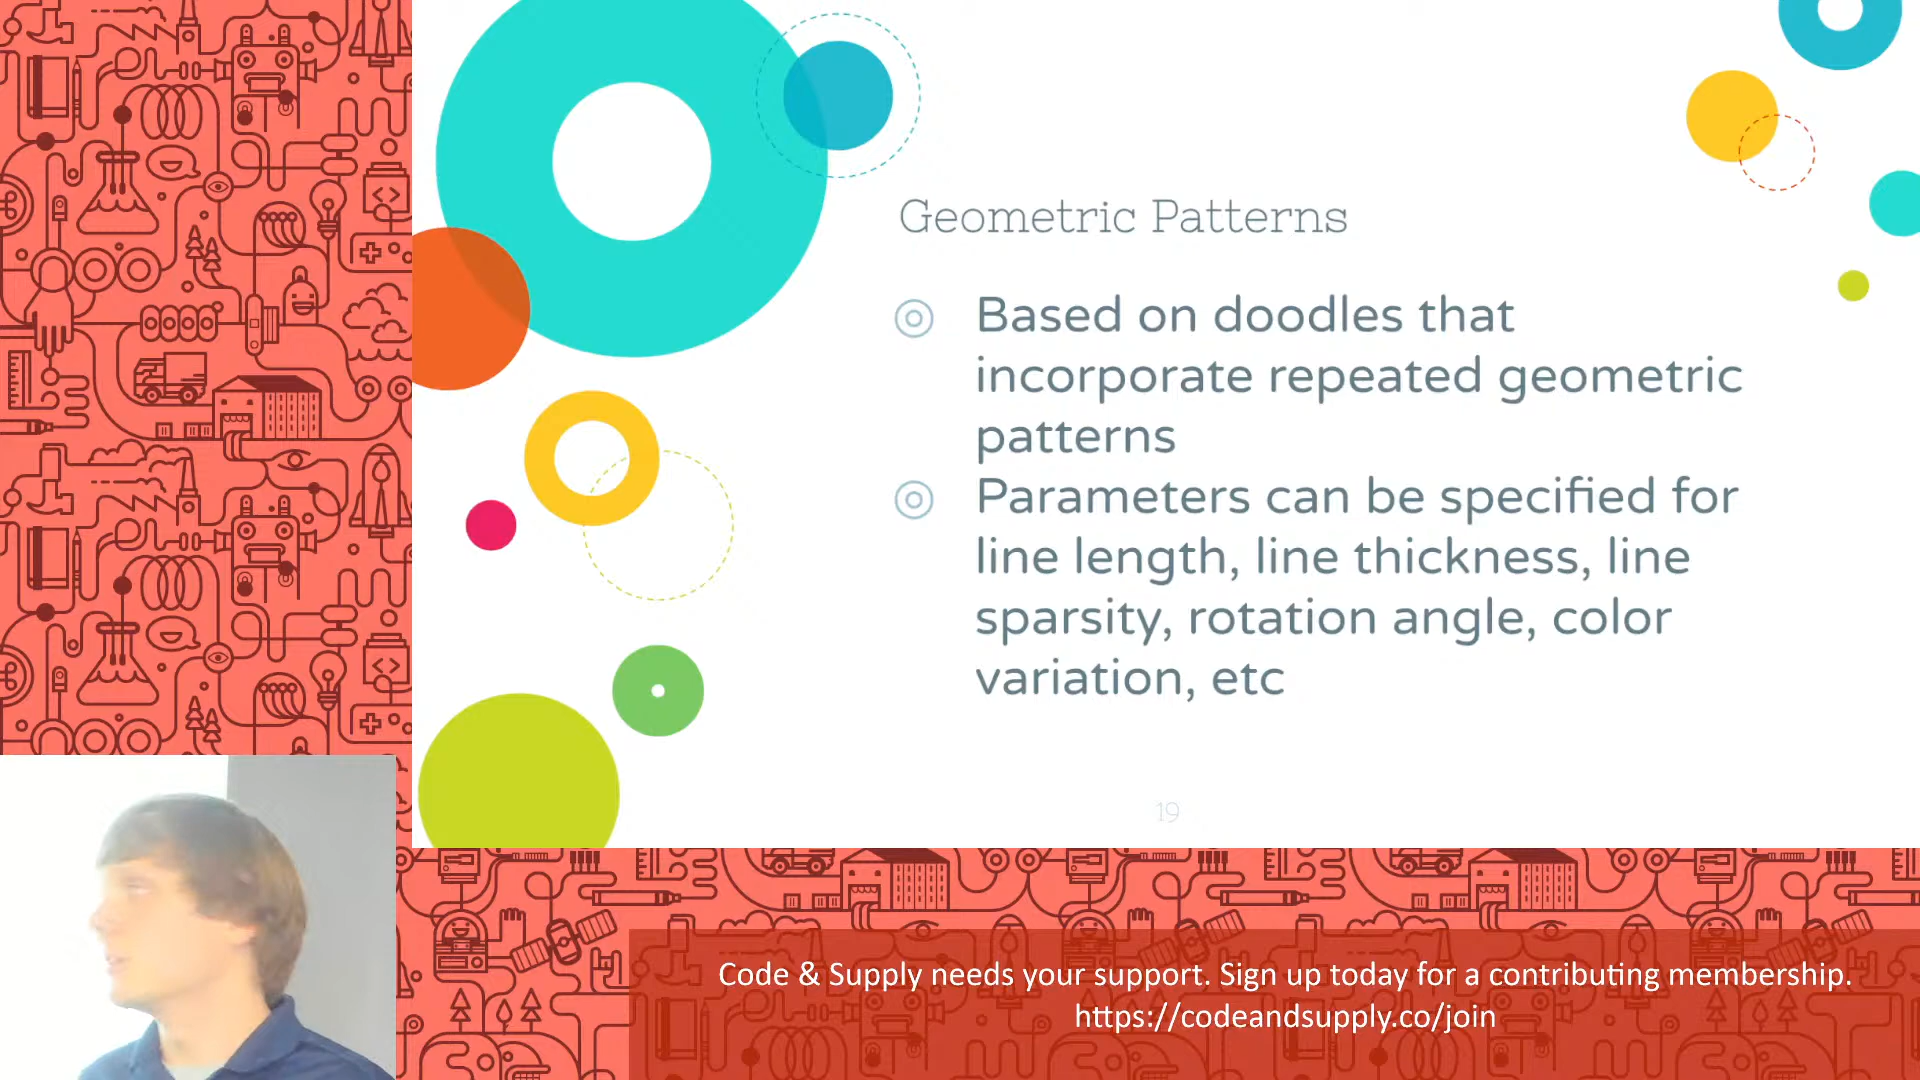 Geometric Patterns
Based on doodles that
incorporate repeated geometric
patterns
Parameters can be specified for
line length, line thickness, line
sparsity, rotation angle, color
variation, etc
19
Code & Supply needs your support. Sign up today for a contributing membership.
https://codeandsupply.co/join